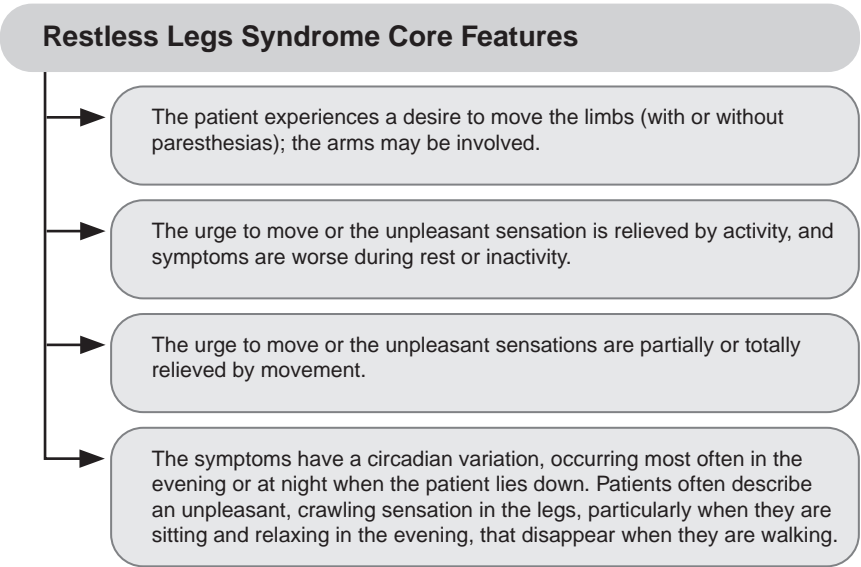 Restless Legs Syndrome Core Features
The patient experiences a desire to move the limbs (with or without
paresthesias); the arms may be involved.
The urge to move or the unpleasant sensation is relieved by activity, and
symptoms are worse during rest or inactivity.
The urge to move or the unpleasant sensations are partially or totally
relieved by movement.
The symptoms have a circadian variation, occurring most often in the
evening or at night when the patient lies down. Patients often describe
an unpleasant, crawling sensation in the legs, particularly when they are
sitting and relaxing in the evening, that disappear when they are walking.